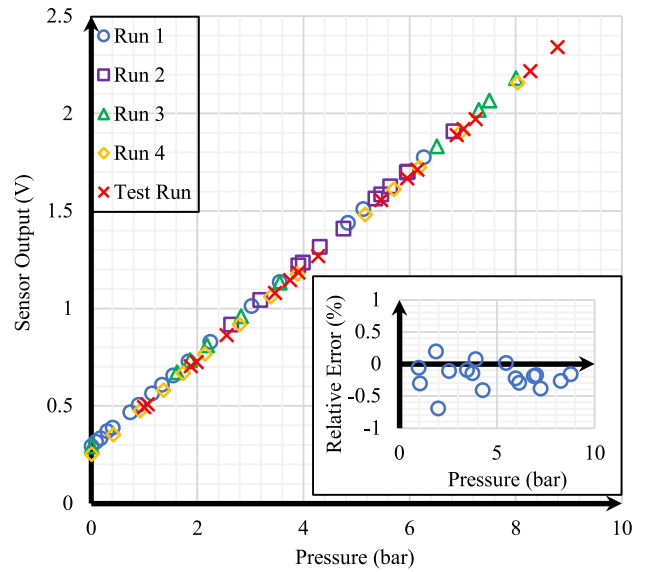 2.5
2
1.5
1
0.5
0
Sensor Output (V)
Run 1
Run 2
Run 3
Run 4
Test Run
0
2
4
6
8
10
Pressure (bar)
1
0.5
0
-0.5
-1
Relative Error (%)
0
5
10
Pressure (bar)